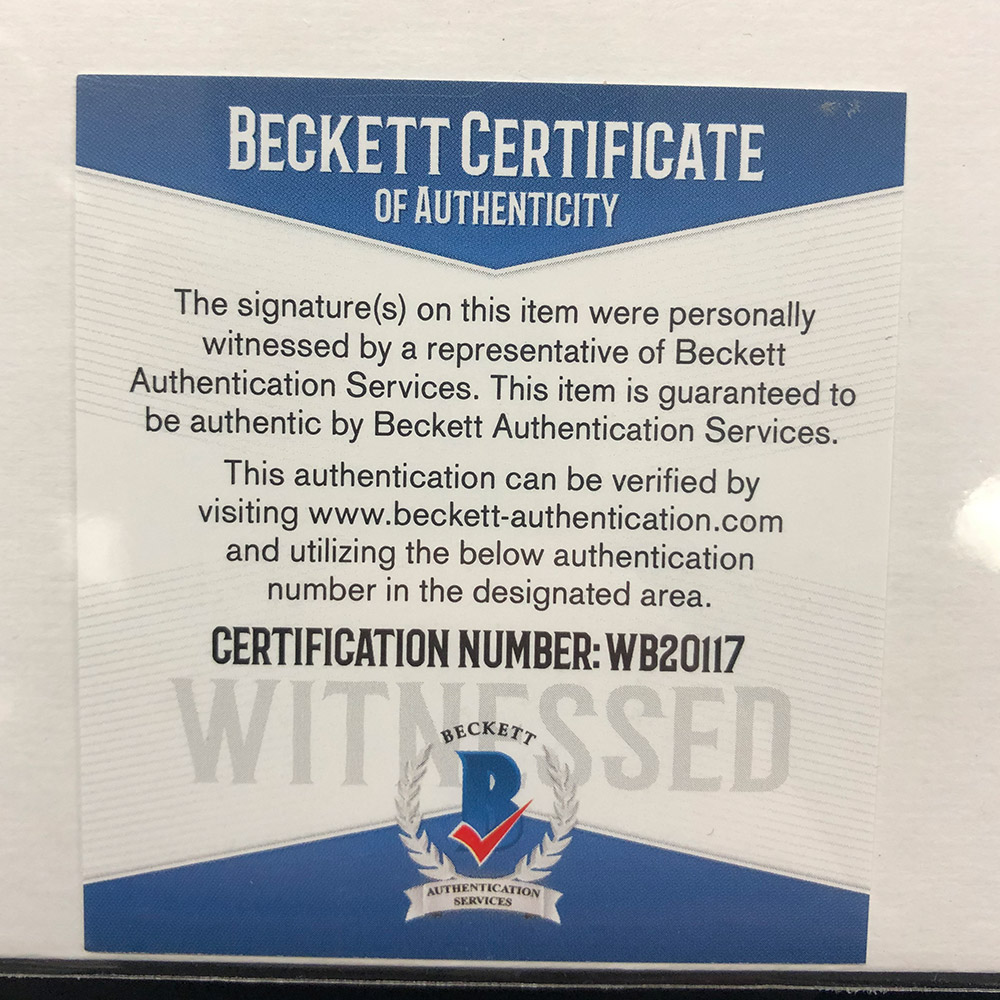 BECKETT CERTIFICATE
OF AUTHENTICITY
The signature(s) on this item were personally
witnessed by a representative of Beckett
Authentication Services. This item is guaranteed to
be authentic by Beckett Authentication Services.
This authentication can be verified by
visiting www.beckett-authentication.com
and utilizing the below authentication
number in the designated area.
CERTIFICATION NUMBER: WB20117
WITNESSED
BECKETT
B
AUTHENTICATION
SERVICES